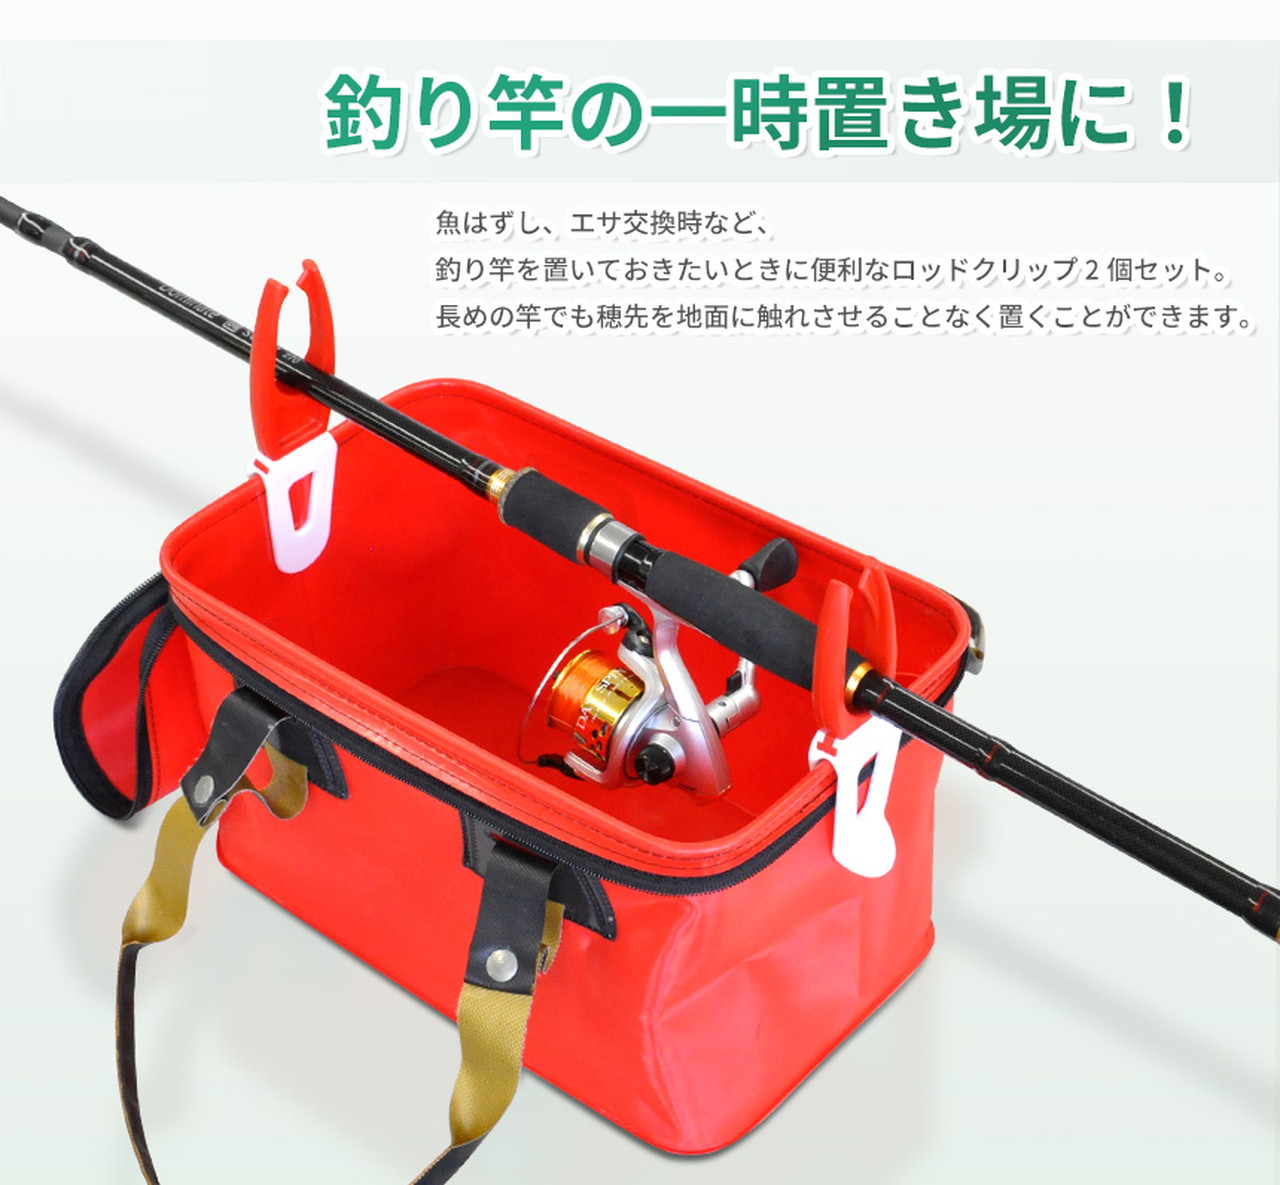 釣り竿の一時置き場に！
魚はずし、エサ交換時など、
釣り竿を置いておきたいときに便利なロッドクリップ2個セット。
長めの竿でも穂先を地面に触れさせることなく置くことができます。
270